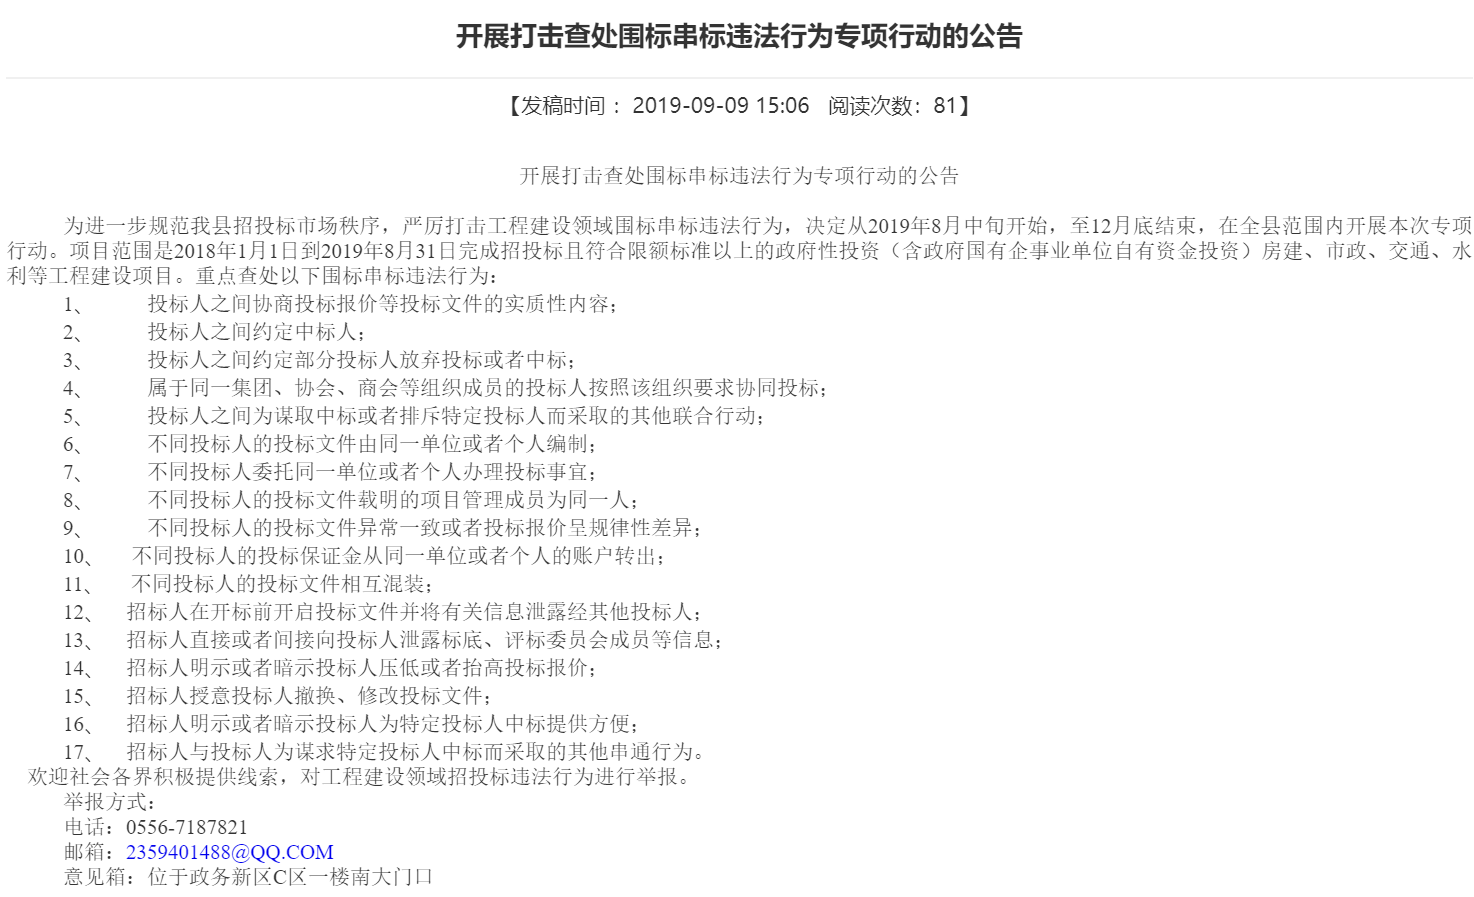 开展打击查处围标串标违法行为专项行动的公告
【发稿时间 ： 2019-09-09 15:06 阅读次数：81】
开展打击查处围标串标违法行为专项行动的公告
为进一步规范我县招投标市场秩序，严厉打击工程建设领域围标串标违法行为，决定从2019年8月中旬开始，至12月底结束，在全县范围内开展本次专项
行动。项目范围是2018年1月1日到2019年8月31日完成招投标且符合限额标准以上的政府性投资（含政府国有企事业单位自有资金投资）房建、市政、交通、水
利等工程建设项目。重点查处以下围标串标违法行为：
1、 投标人之间协商投标报价等投标文件的实质性内容；
2、 投标人之间约定中标人；
3、 投标人之间约定部分投标人放弃投标或者中标；
4、 属于同一集团、协会、商会等组织成员的投标人按照该组织要求协同投标；
5、 投标人之间为谋取中标或者排斥特定投标人而采取的其他联合行动；
6、 不同投标人的投标文件由同一单位或者个人编制；
7、 不同投标人委托同一单位或者个人办理投标事宜；
8、 不同投标人的投标文件载明的项目管理成员为同一人；
9、 不同投标人的投标文件异常一致或者投标报价呈规律性差异；
10、 不同投标人的投标保证金从同一单位或者个人的账户转出；
11、 不同投标人的投标文件相互混装；
12、 招标人在开标前开启投标文件并将有关信息泄露经其他投标人；
13、 招标人直接或者间接向投标人泄露标底、评标委员会成员等信息；
14、 招标人明示或者暗示投标人压低或者抬高投标报价；
15、 招标人授意投标人撤换、修改投标文件；
16、 招标人明示或者暗示投标人为特定投标人中标提供方便；
17、 招标人与投标人为谋求特定投标人中标而采取的其他串通行为。
欢迎社会各界积极提供线索，对工程建设领域招投标违法行为进行举报。
举报方式：
电话：0556-7187821
邮箱：2359401488@QQ.COM
意见箱：位于政务新区C区一楼南大门口